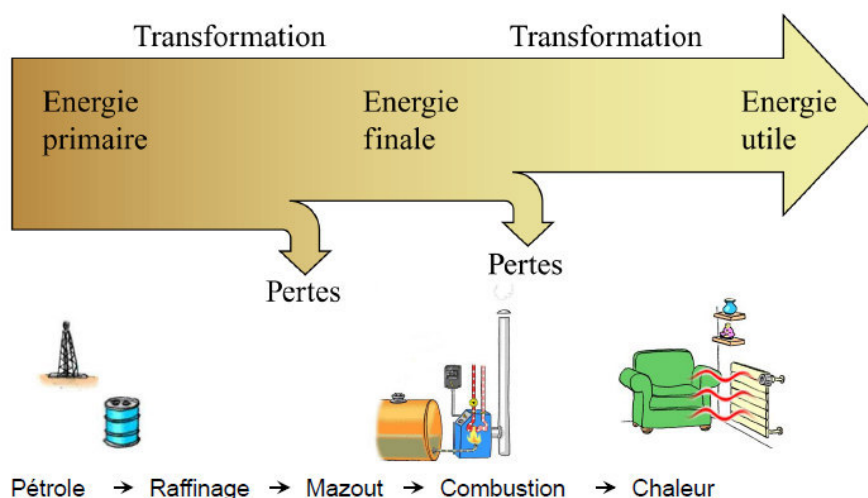 Transformation Transformation
Energie primaire
Energie finale
Energie utile
Pertes
Pertes
Pétrole → Raffinage → Mazout → Combustion → Chaleur